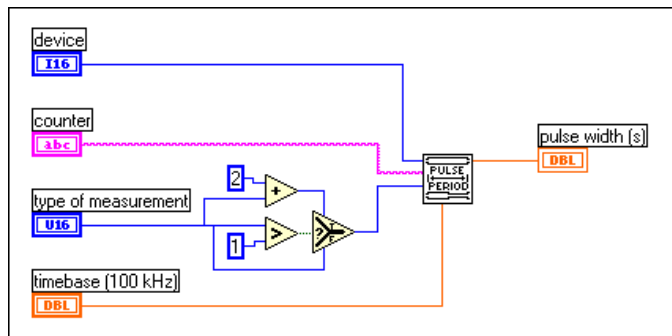 device
I16
counter
abc
PULSE
PERIOD
pulse width (s)
DBL
2
+
type of measurement
U16
1
>
?
T
F
timebase (100 kHz)
DBL